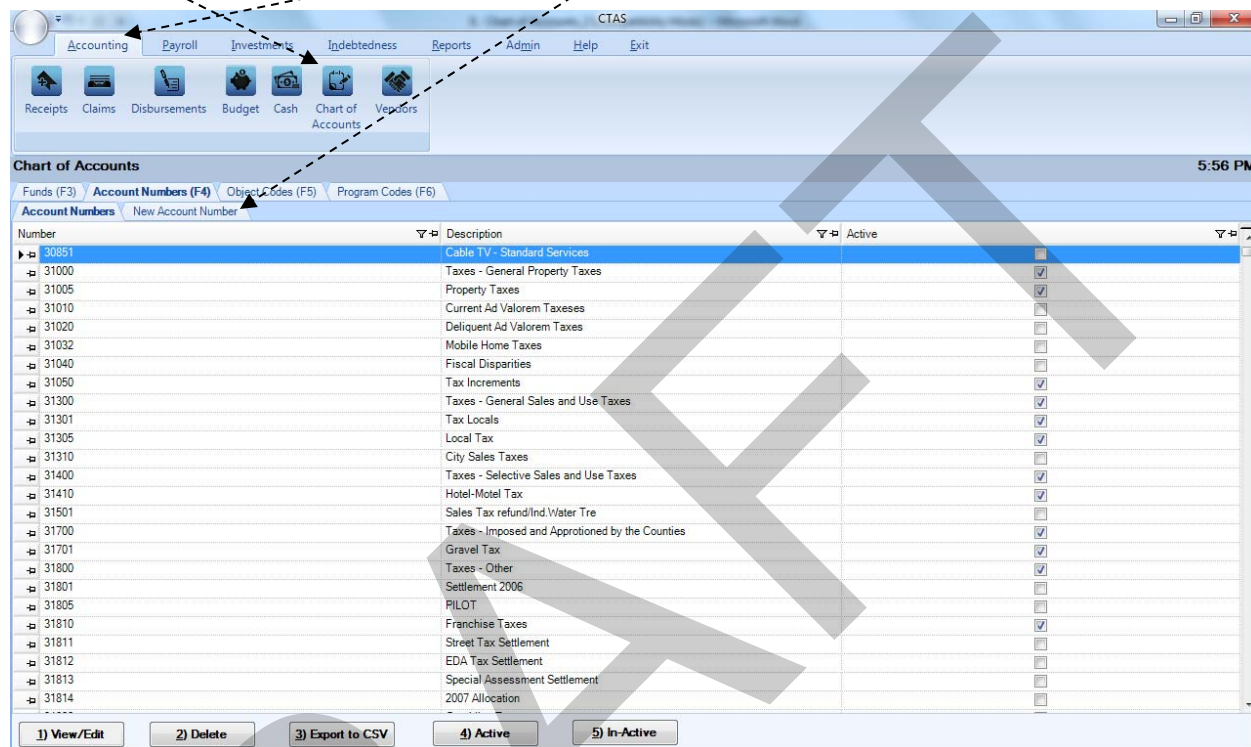 CTAS
Accounting Payroll Investments Indebtedness Reports Admin Help Exit
Receipts Claims Disbursements Budget Cash Chart of Accounts Vendors
Chart of Accounts 5:56 PM
Funds (F3) Account Numbers (F4) Object Codes (F5) Program Codes (F6)
Account Numbers New Account Number
Number Description Active
30851 Cable TV - Standard Services
31000 Taxes - General Property Taxes
31005 Property Taxes
31010 Current Ad Valorem Taxeses
31020 Deliquent Ad Valorem Taxes
31032 Mobile Home Taxes
31040 Fiscal Disparities
31050 Tax Increments
31300 Taxes - General Sales and Use Taxes
31301 Tax Locals
31305 Local Tax
31310 City Sales Taxes
31400 Taxes - Selective Sales and Use Taxes
31410 Hotel-Motel Tax
31501 Sales Tax refund/Ind.Water Tre
31700 Taxes - Imposed and Approtioned by the Counties
31701 Gravel Tax
31800 Taxes - Other
31801 Settlement 2006
31805 PILOT
31810 Franchise Taxes
31811 Street Tax Settlement
31812 EDA Tax Settlement
31813 Special Assessment Settlement
31814 2007 Allocation
1) View/Edit 2) Delete 3) Export to CSV 4) Active 5) In-Active